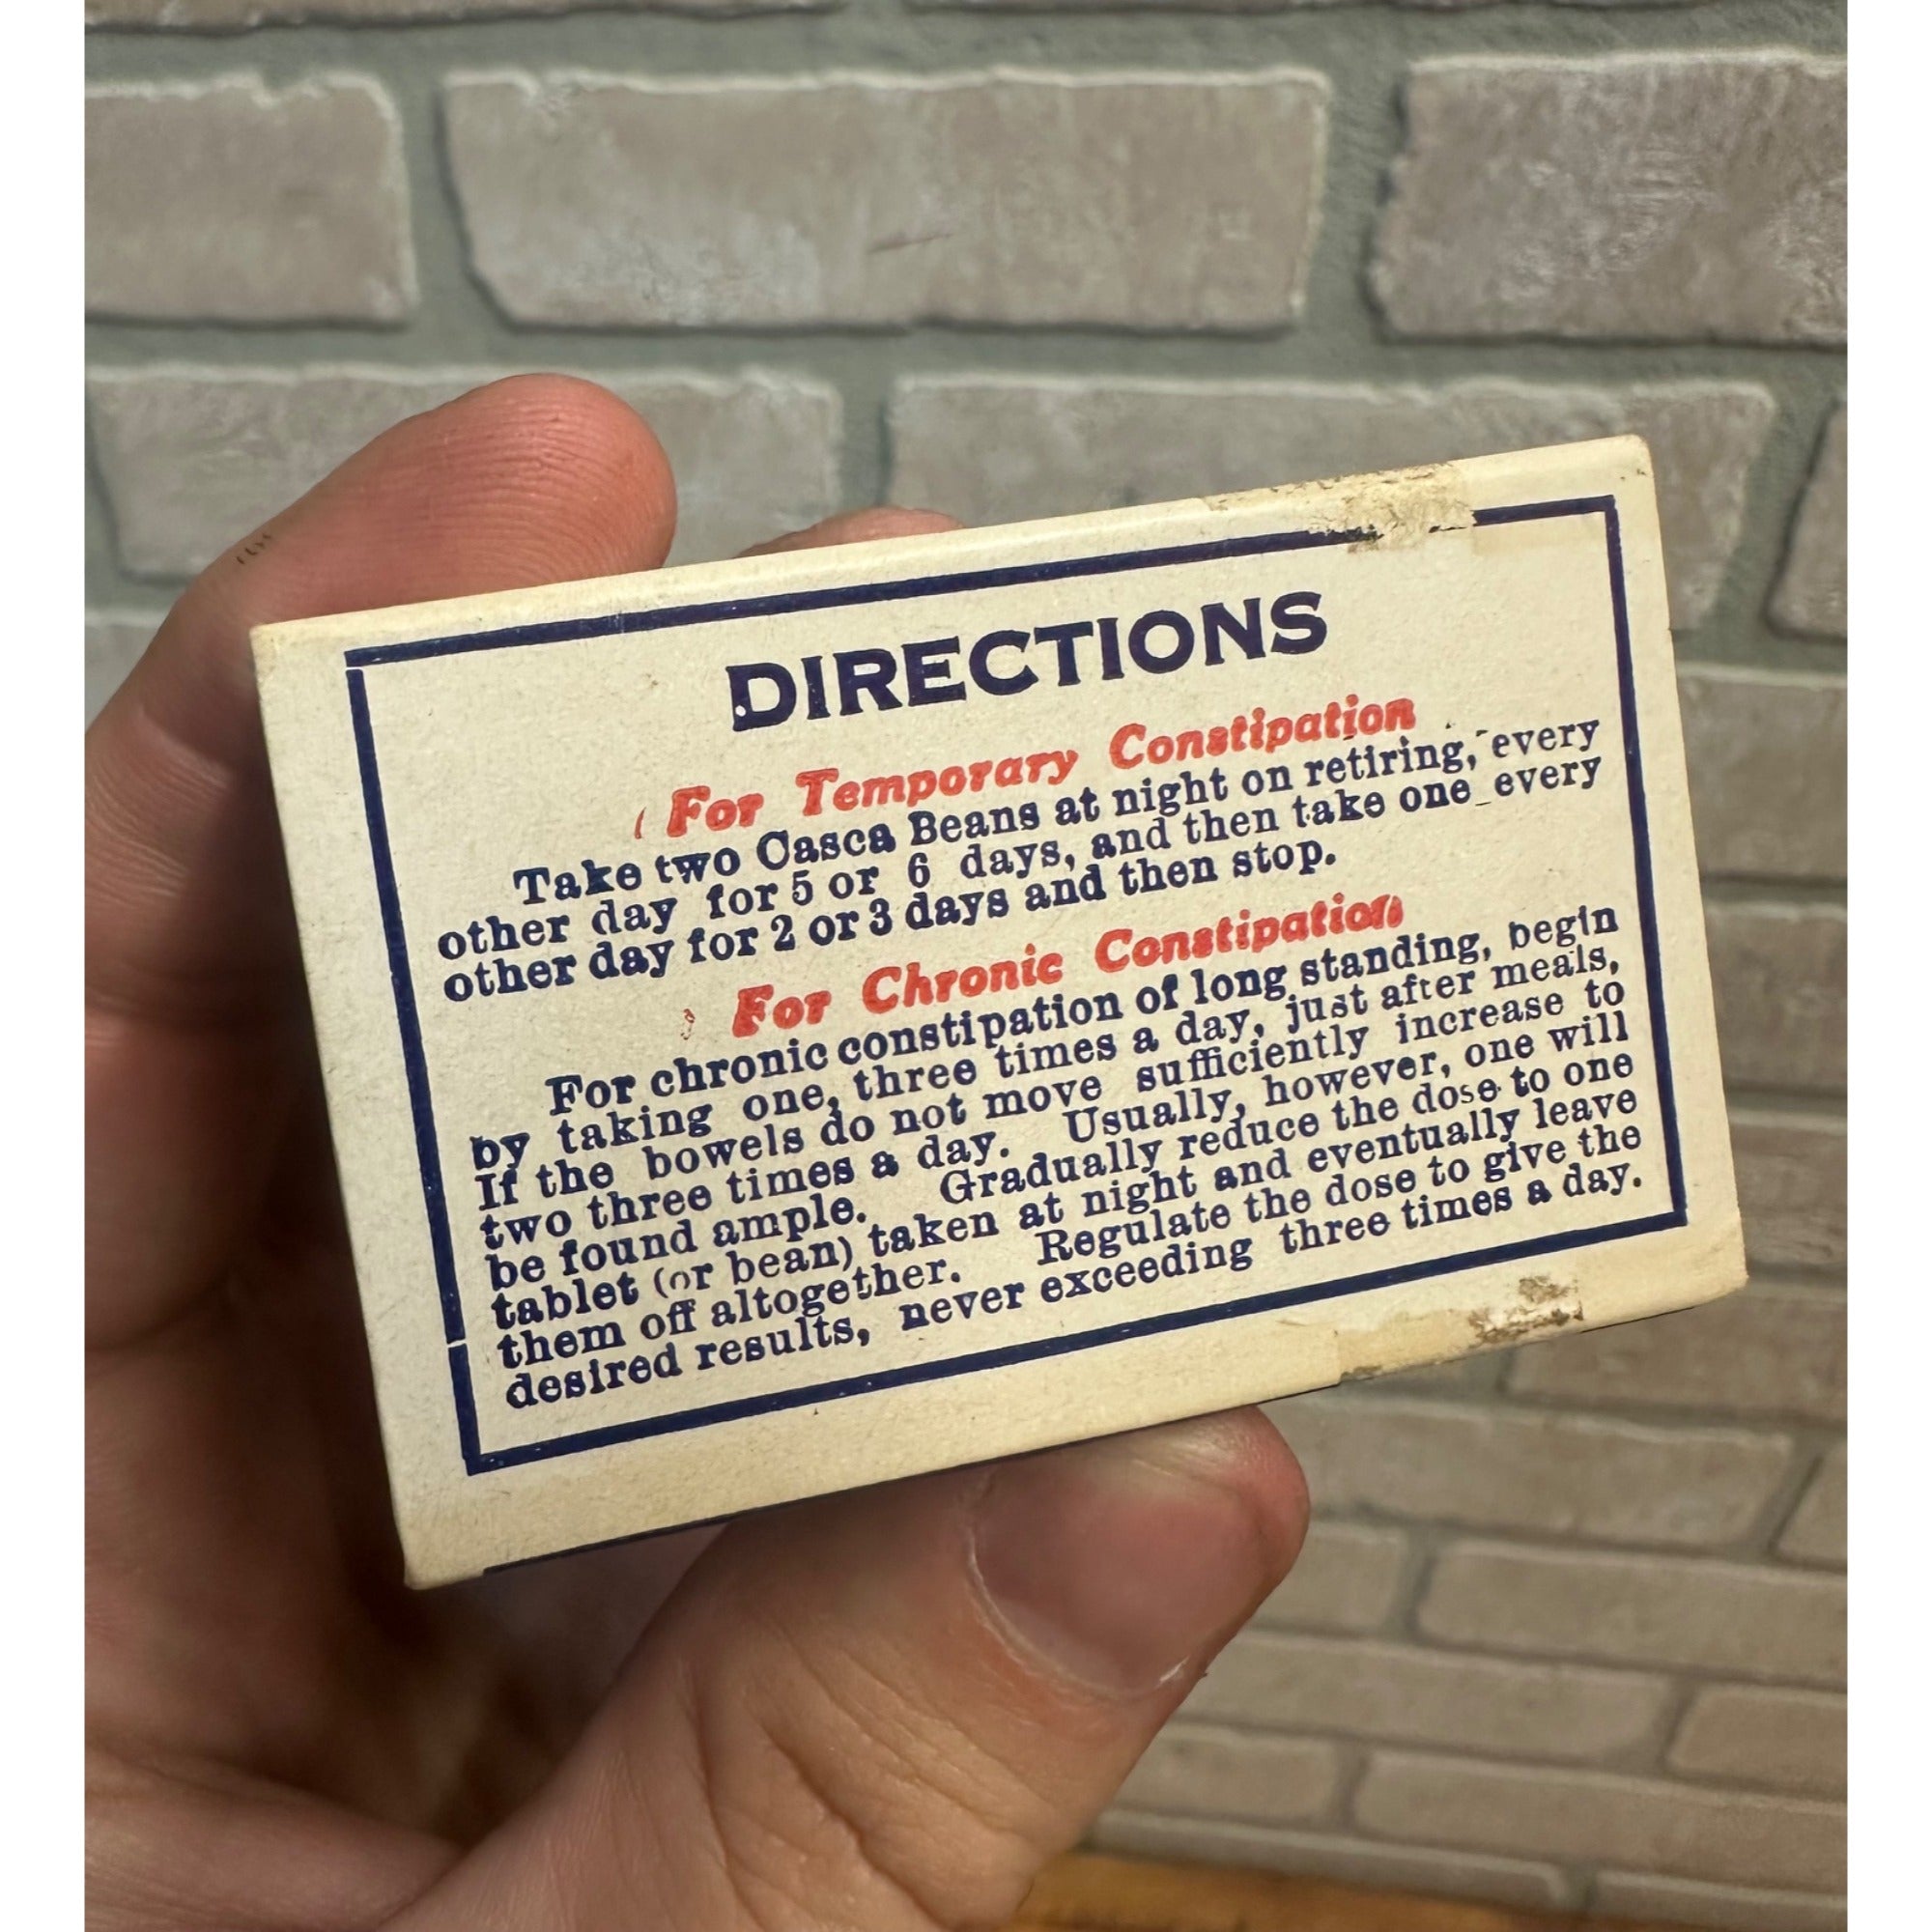 DIRECTIONS
For Temporary Constipation
Take two Casca Beans at night on retiring, every
other day for 5 or 6 days, and then take one every
other day for 2 or 3 days and then stop.
For Chronic Constipation
For chronic constipation of long standing, begin
by taking one, three times a day, just after meals,
If the bowels do not move sufficiently increase to
two three times a day. Usually, however, one will
be found ample. Gradually reduce the dose to one
tablet (or bean) taken at night and eventually leave
them off altogether. Regulate the dose to give the
desired results, never exceeding three times a day.